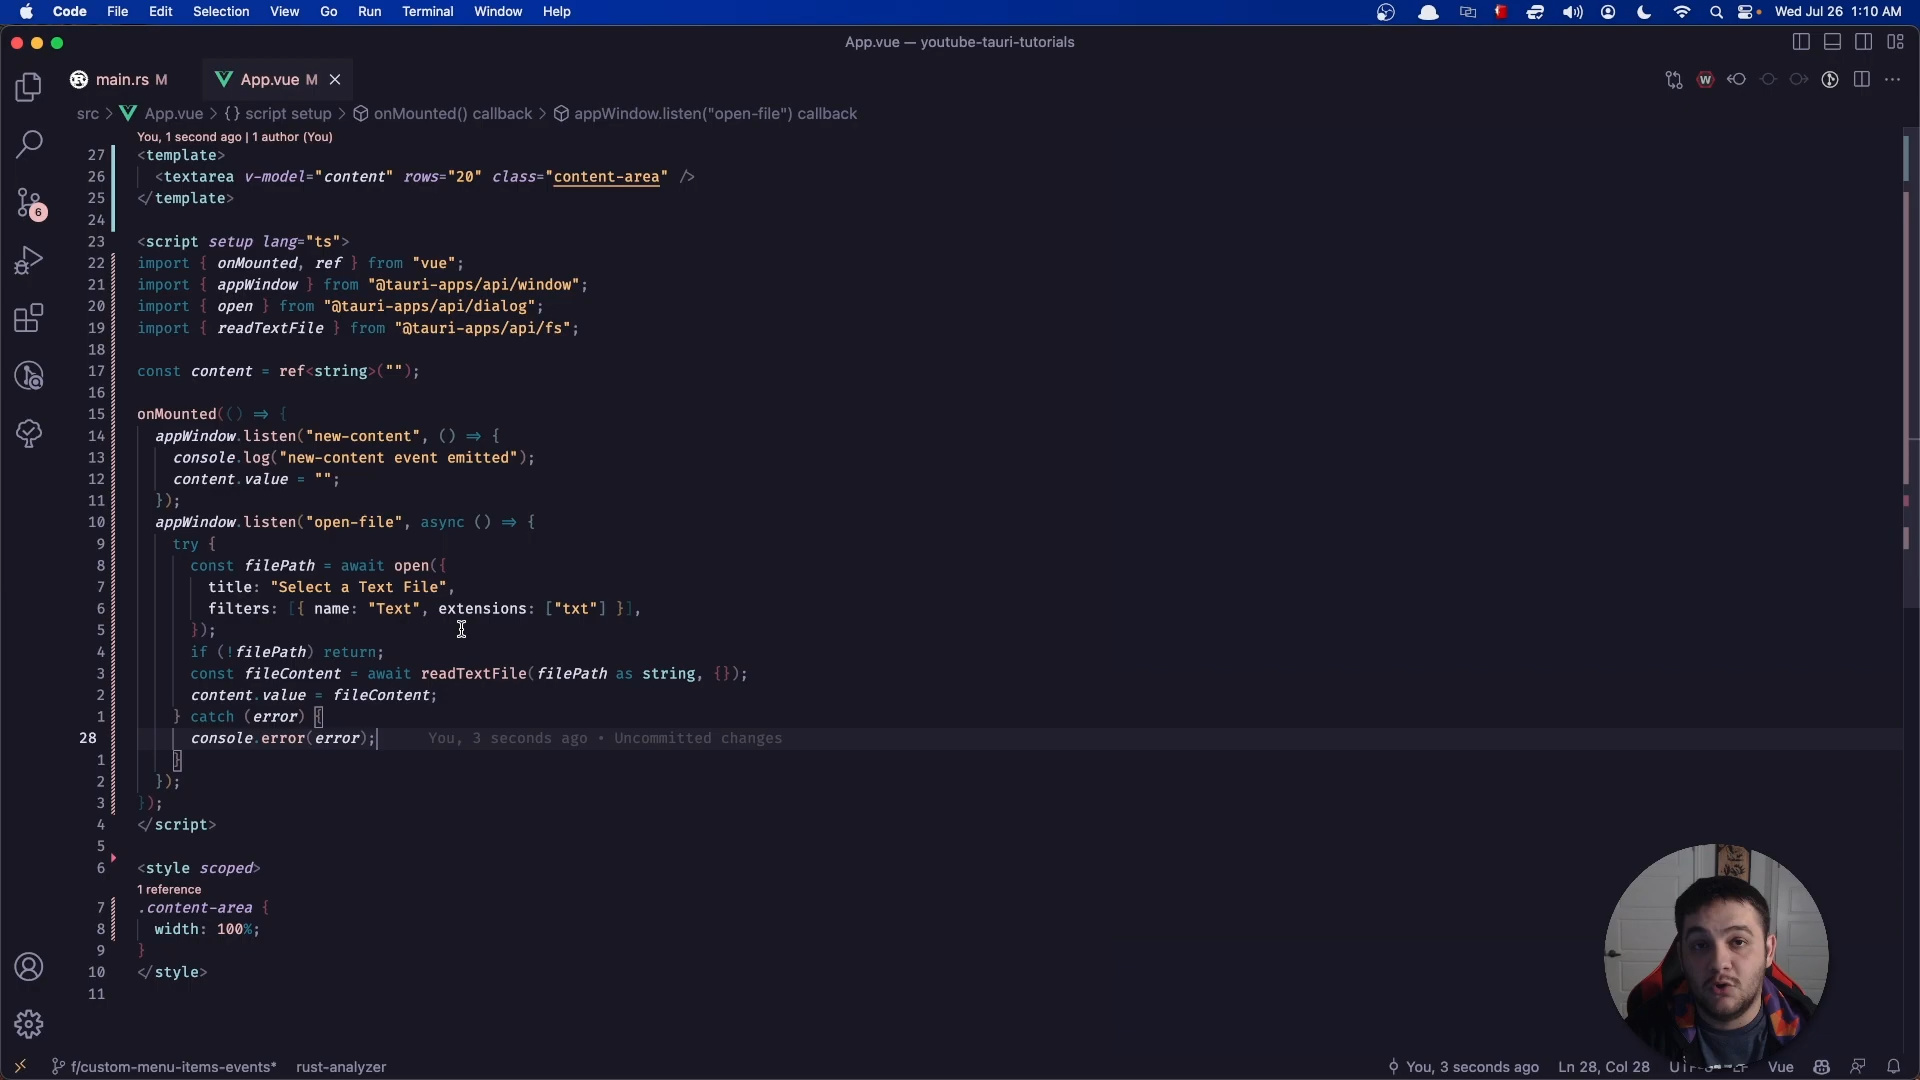 Code File Edit Selection View Go Run Terminal Window Help
Wed Jul 26 1:10 AM
App.vue — youtube-tauri-tutorials
main.rs M
App.vue M
src > App.vue > {} script setup > onMounted() callback > appWindow.listen("open-file") callback
You, 1 second ago | 1 author (You)
27 <template>
26 <textarea v-model="content" rows="20" class="content-area" />
25 </template>
24
23 <script setup lang="ts">
22 import { onMounted, ref } from "vue";
21 import { appWindow } from "@tauri-apps/api/window";
20 import { open } from "@tauri-apps/api/dialog";
19 import { readTextFile } from "@tauri-apps/api/fs";
18
17 const content = ref<string>("");
16
15 onMounted(() => {
14 appWindow.listen("new-content", () => {
13 console.log("new-content event emitted");
12 content.value = "";
11 });
10 appWindow.listen("open-file", async () => {
9 try {
8 const filePath = await open({
7 title: "Select a Text File",
6 filters: [{ name: "Text", extensions: ["txt"] }],
5 });
4 if (!filePath) return;
3 const fileContent = await readTextFile(filePath as string, {});
2 content.value = fileContent;
1 } catch (error) {
28 console.error(error); You, 3 seconds ago • Uncommitted changes
1 }
2 });
3 });
4 </script>
5
6 <style scoped>
1 reference
7 .content-area {
8 width: 100%;
9 }
10 </style>
11
6
f/custom-menu-items-events* rust-analyzer
You, 3 seconds ago Ln 28, Col 28
Vue